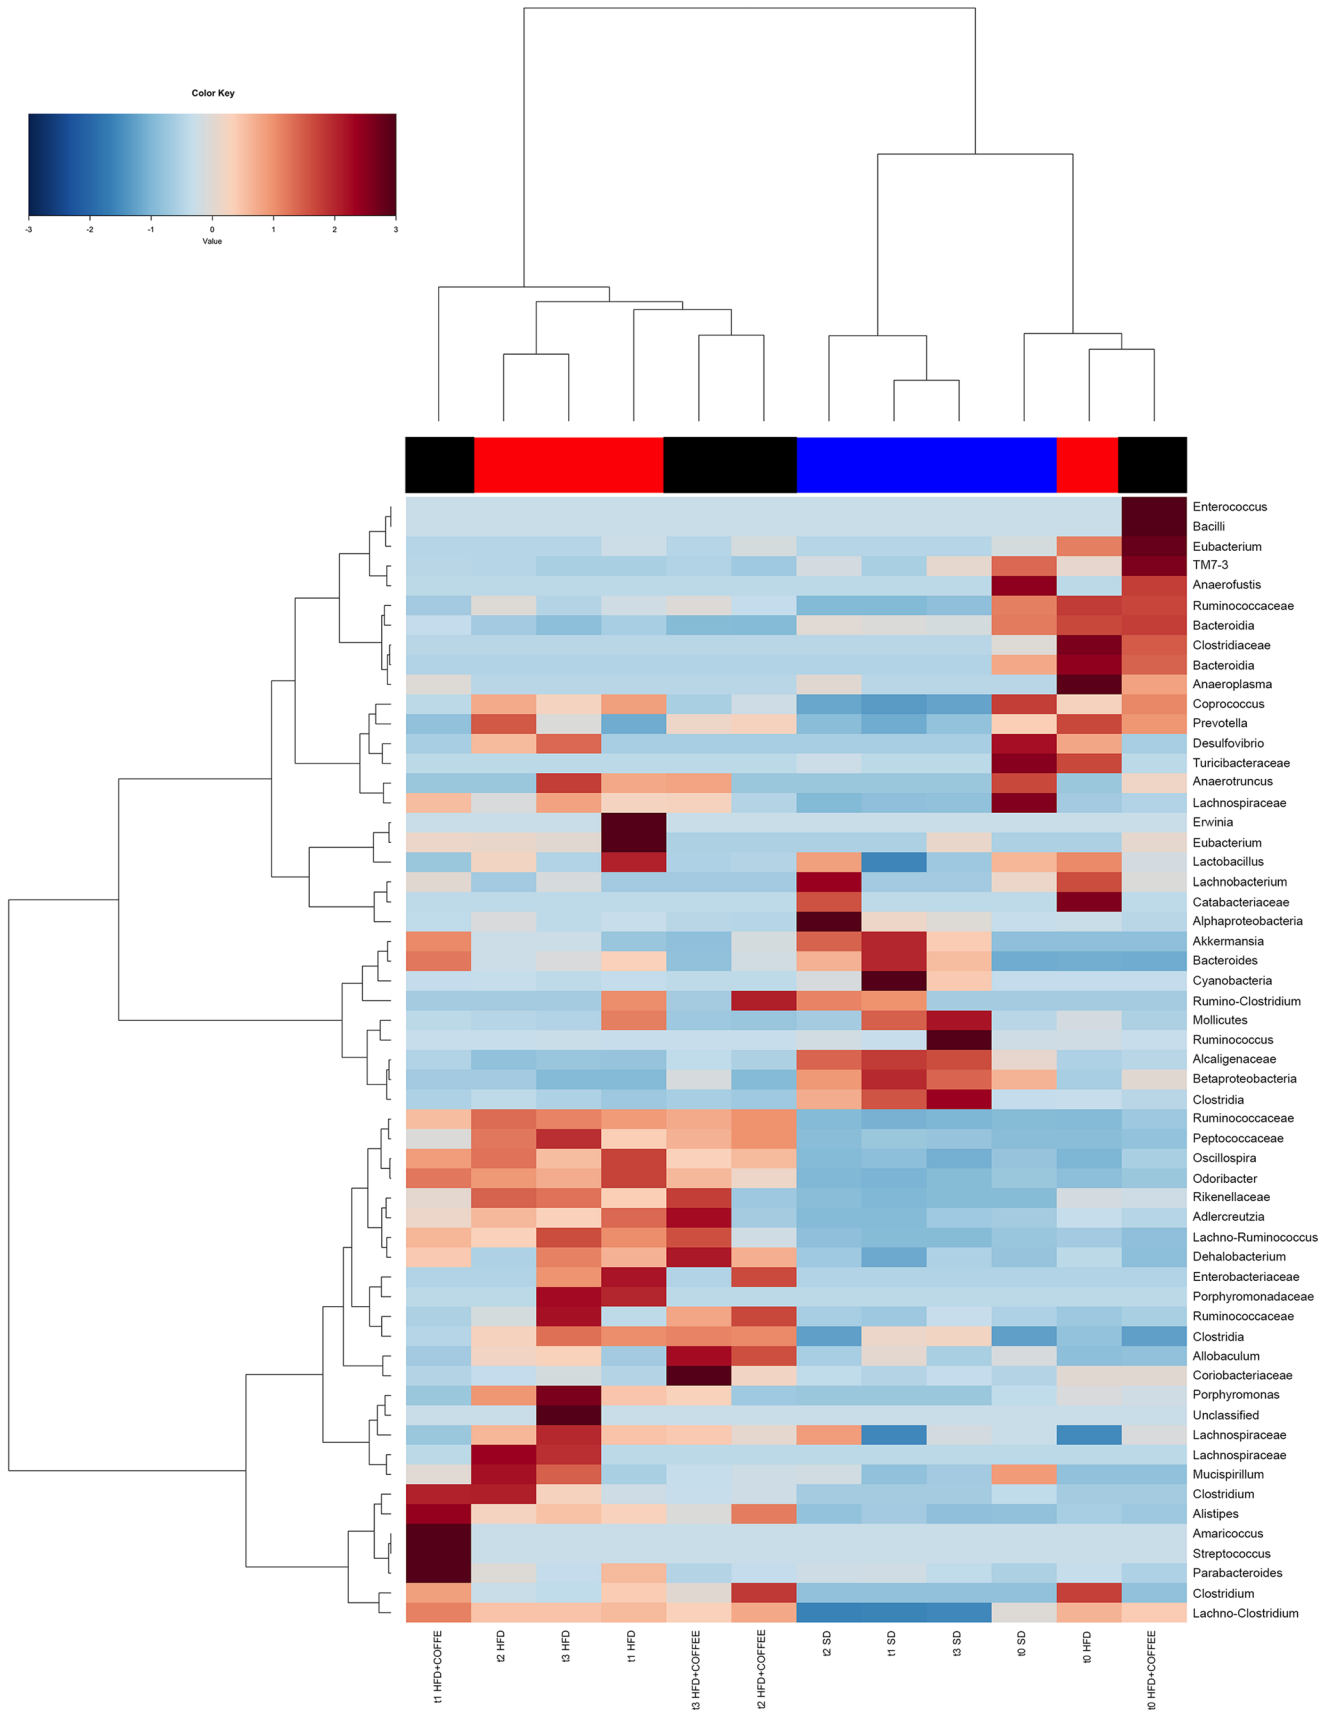 Color Key
-3 -2 -1 0 1 2 3
Value
Enterococcus
Bacilli
Eubacterium
TM7-3
Anaerofustis
Ruminococcaceae
Bacteroidia
Clostridiaceae
Bacteroidia
Anaeroplasma
Coprococcus
Prevotella
Desulfovibrio
Turicibacteraceae
Anaerotruncus
Lachnospiraceae
Erwinia
Eubacterium
Lactobacillus
Lachnobacterium
Catabacteriaceae
Alphaproteobacteria
Akkermansia
Bacteroides
Cyanobacteria
Rumino-Clostridium
Mollicutes
Ruminococcus
Alcaligenaceae
Betaproteobacteria
Clostridia
Ruminococcaceae
Peptococcaceae
Oscillospira
Odoribacter
Rikenellaceae
Adlercreutzia
Lachno-Ruminococcus
Dehalobacterium
Enterobacteriaceae
Porphyromonadaceae
Ruminococcaceae
Clostridia
Allobaculum
Coriobacteriaceae
Porphyromonas
Unclassified
Lachnospiraceae
Lachnospiraceae
Mucispirillum
Clostridium
Alistipes
Amaricoccus
Streptococcus
Parabacteroides
Clostridium
Lachno-Clostridium
t1 HFD+COFFE
t2 HFD
t3 HFD
t1 HFD
t3 HFD+COFFEE
t2 HFD+COFFEE
t2 SD
t1 SD
t3 SD
t0 SD
t0 HFD
t0 HFD+COFFEE